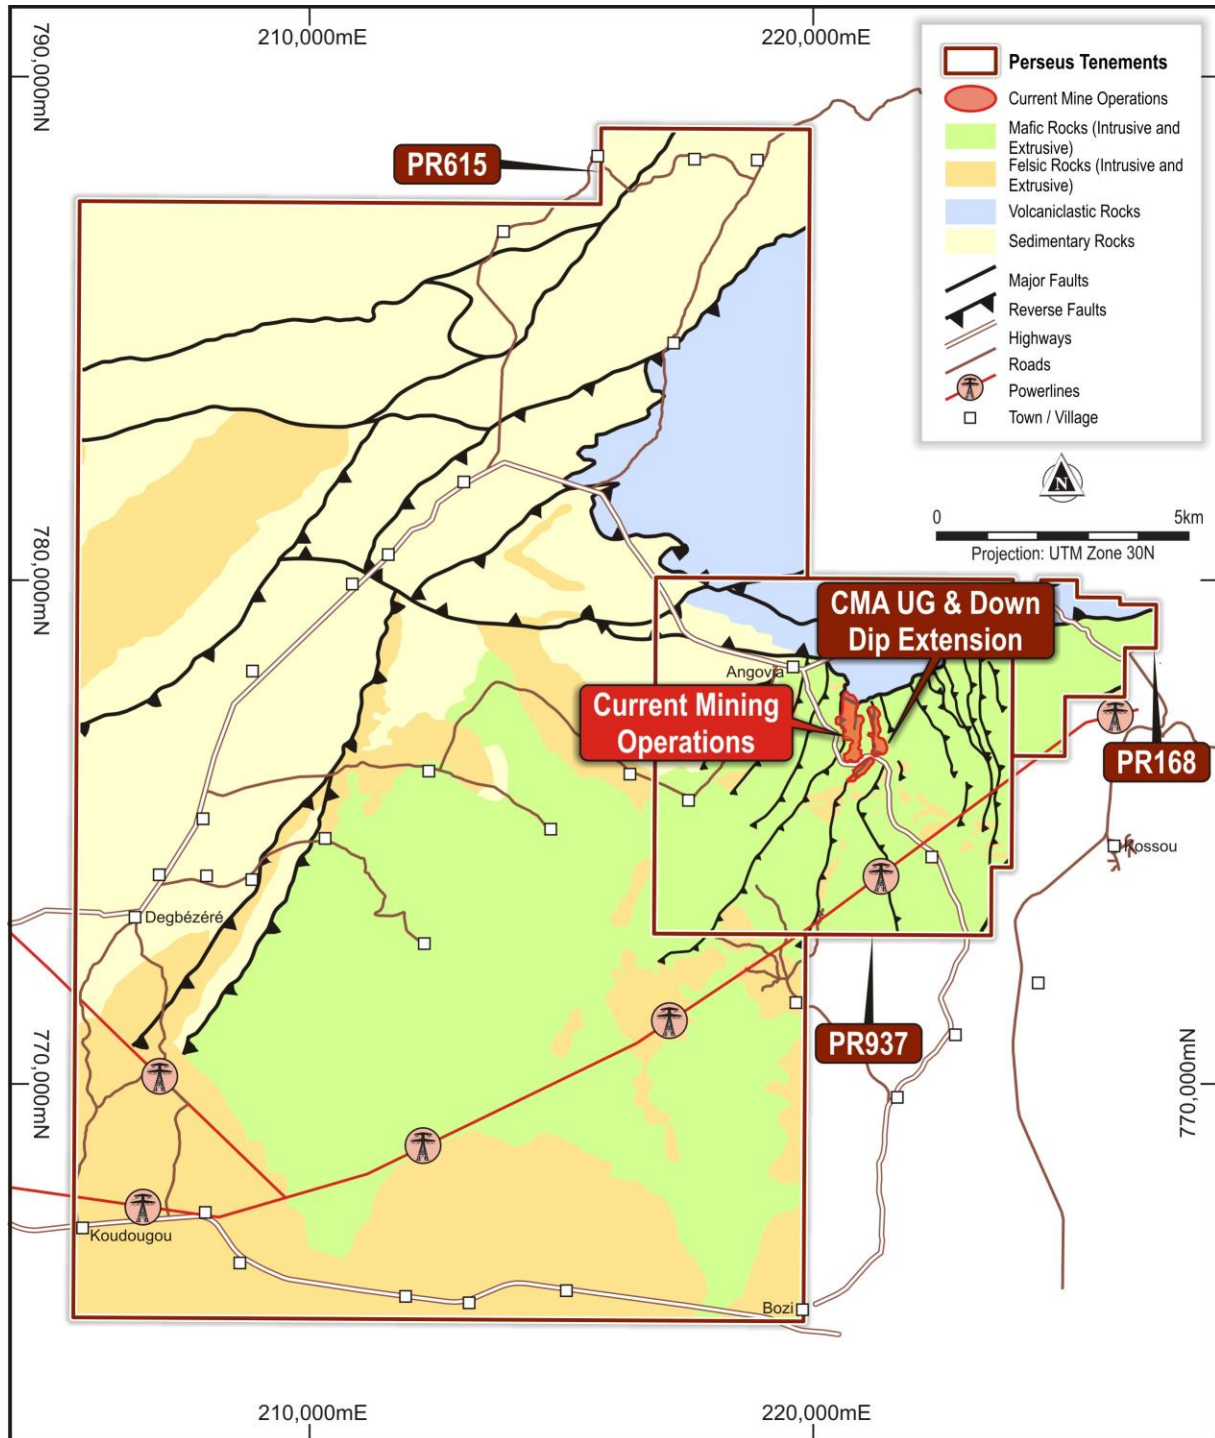 210,000mE
220,000mE
790,000mN
Perseus Tenements
Current Mine Operations
Mafic Rocks (Intrusive and
Extrusive)
Felsic Rocks (Intrusive and
Extrusive)
Volcaniclastic Rocks
Sedimentary Rocks
Major Faults
Reverse Faults
Highways
Roads
Powerlines
Town / Village
PR615
N
0
5km
Projection: UTM Zone 30N
780,000mN
CMA UG & Down
Dip Extension
Angovia
Current Mining
Operations
PR168
Kossou
Degbézéré
PR937
770,000mN
770,000mN
Koudougou
Bozi
210,000mE
220,000mE